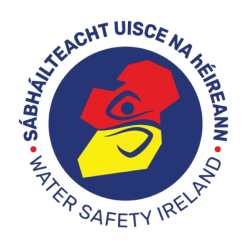 SÁBHÁILTEACHT UISCE NA hÉIREANN
WATER SAFETY IRELAND